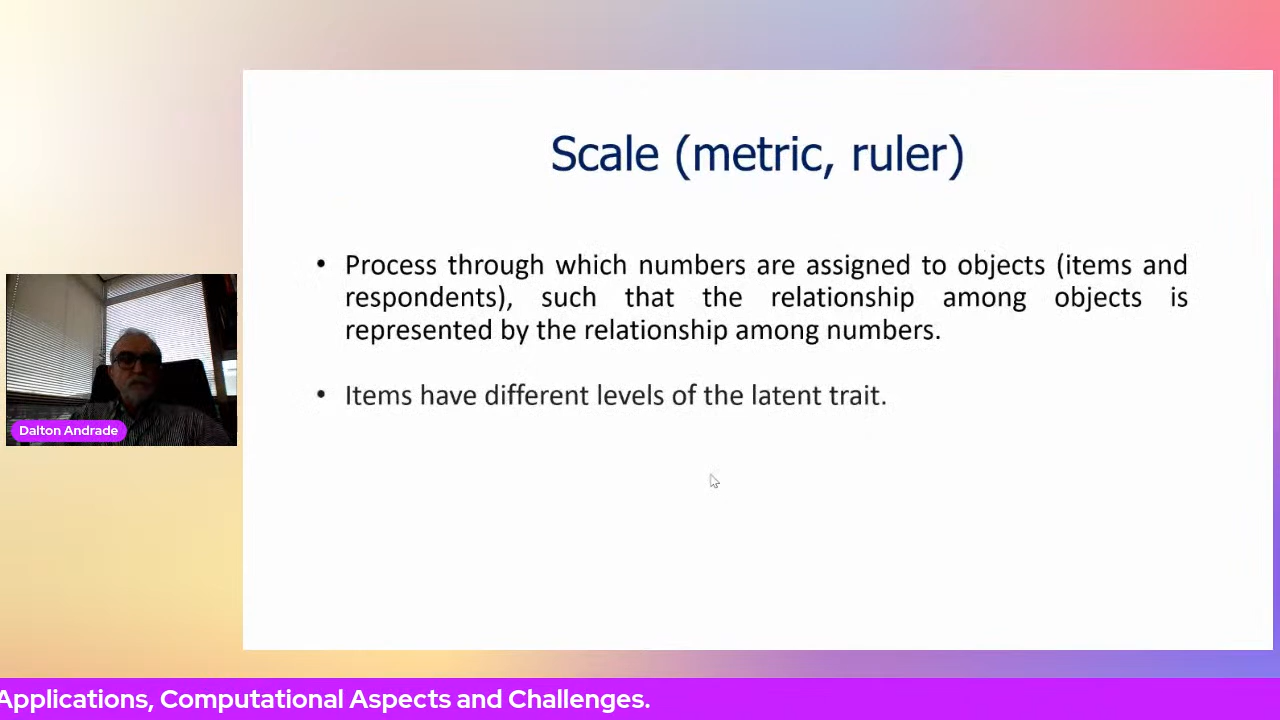 Scale (metric, ruler)
• Process through which numbers are assigned to objects (items and
respondents), such that the relationship among objects is
represented by the relationship among numbers.
• Items have different levels of the latent trait.
Dalton Andrade
Applications, Computational Aspects and Challenges.